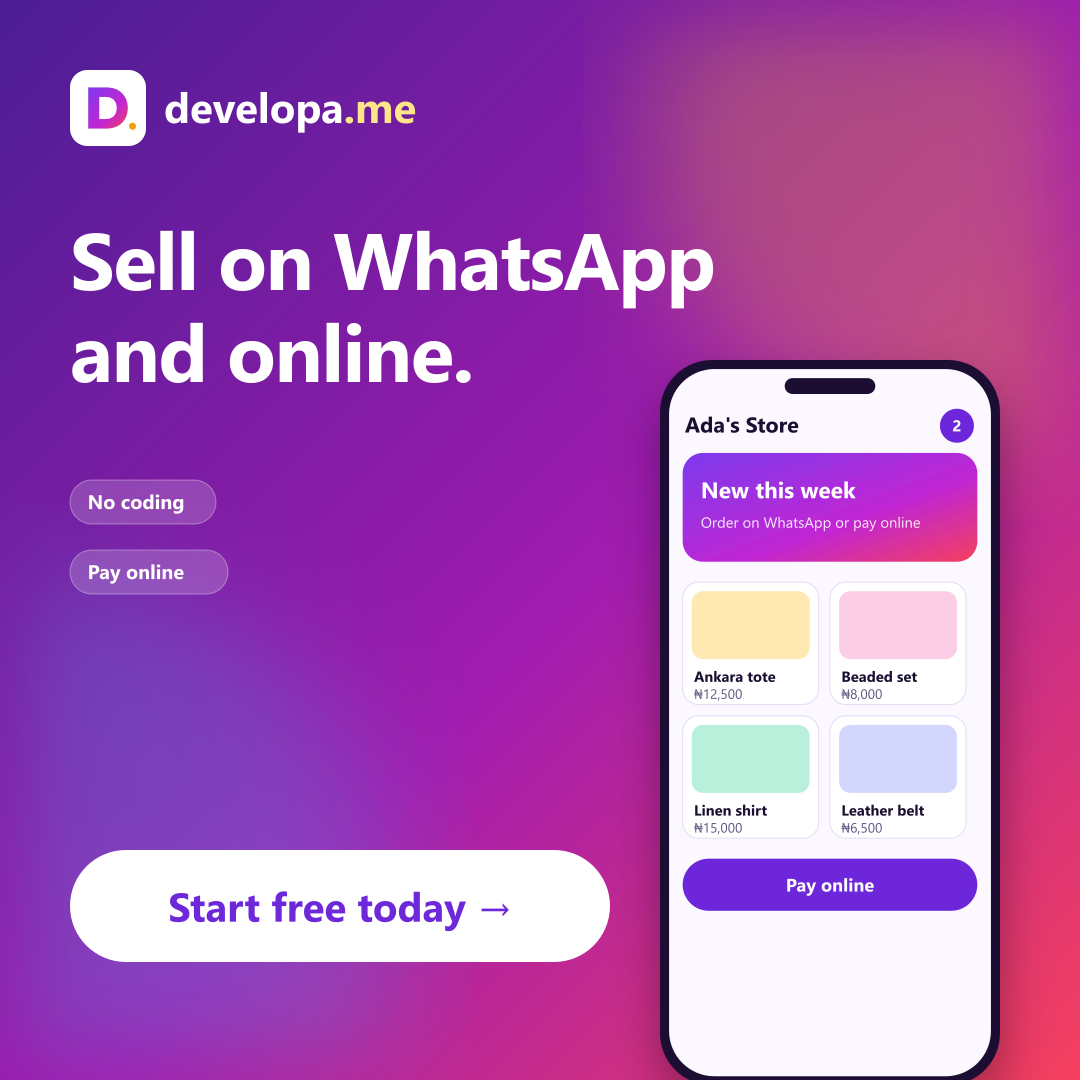 D.
developa.me
Sell on WhatsApp
and online.
No coding
Pay online
Start free today →
Ada's Store
2
New this week
Order on WhatsApp or pay online
Ankara tote
₦12,500
Beaded set
₦8,000
Linen shirt
₦15,000
Leather belt
₦6,500
Pay online